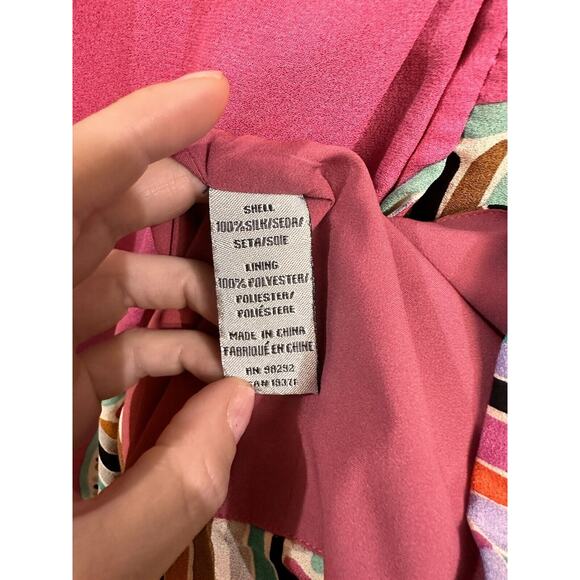 SHELL
100%SILK/SEDA/
SETA/SOIE
LINING
100% POLYESTER/
POLIESTER/
POLIÉSTERE
MADE IN CHINA
FABRIQUÉ EN CHINE
RN 98292